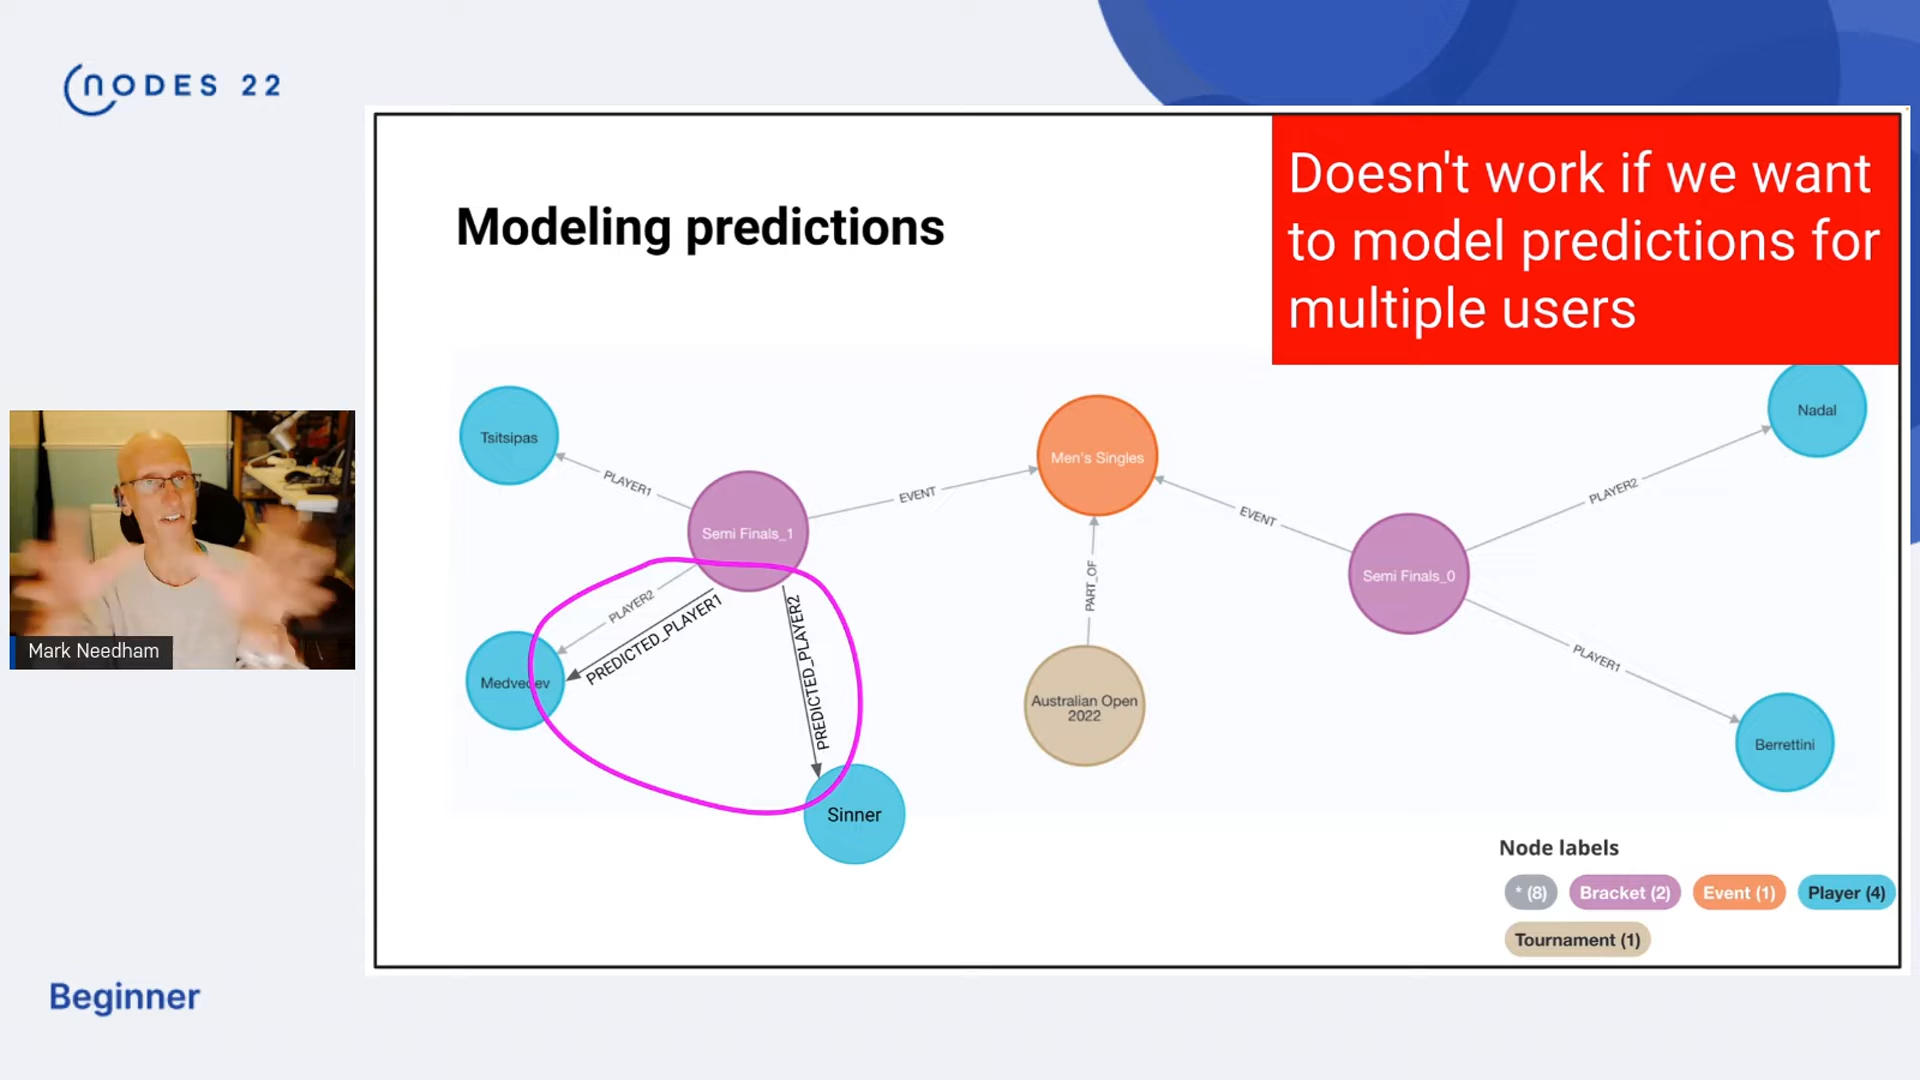 NODES 22
Modeling predictions
Doesn't work if we want
to model predictions for
multiple users
Tsitsipas
PLAYER1
Semi Finals_1
EVENT
Men's Singles
EVENT
PLAYER2
Nadal
Semi Finals_0
PLAYER2
PREDICTED_PLAYER1
PREDICTED_PLAYER2
PART_OF
PLAYER1
Medvedev
Australian Open
2022
Berrettini
Sinner
Mark Needham
Node labels
* (8)
Bracket (2)
Event (1)
Player (4)
Tournament (1)
Beginner